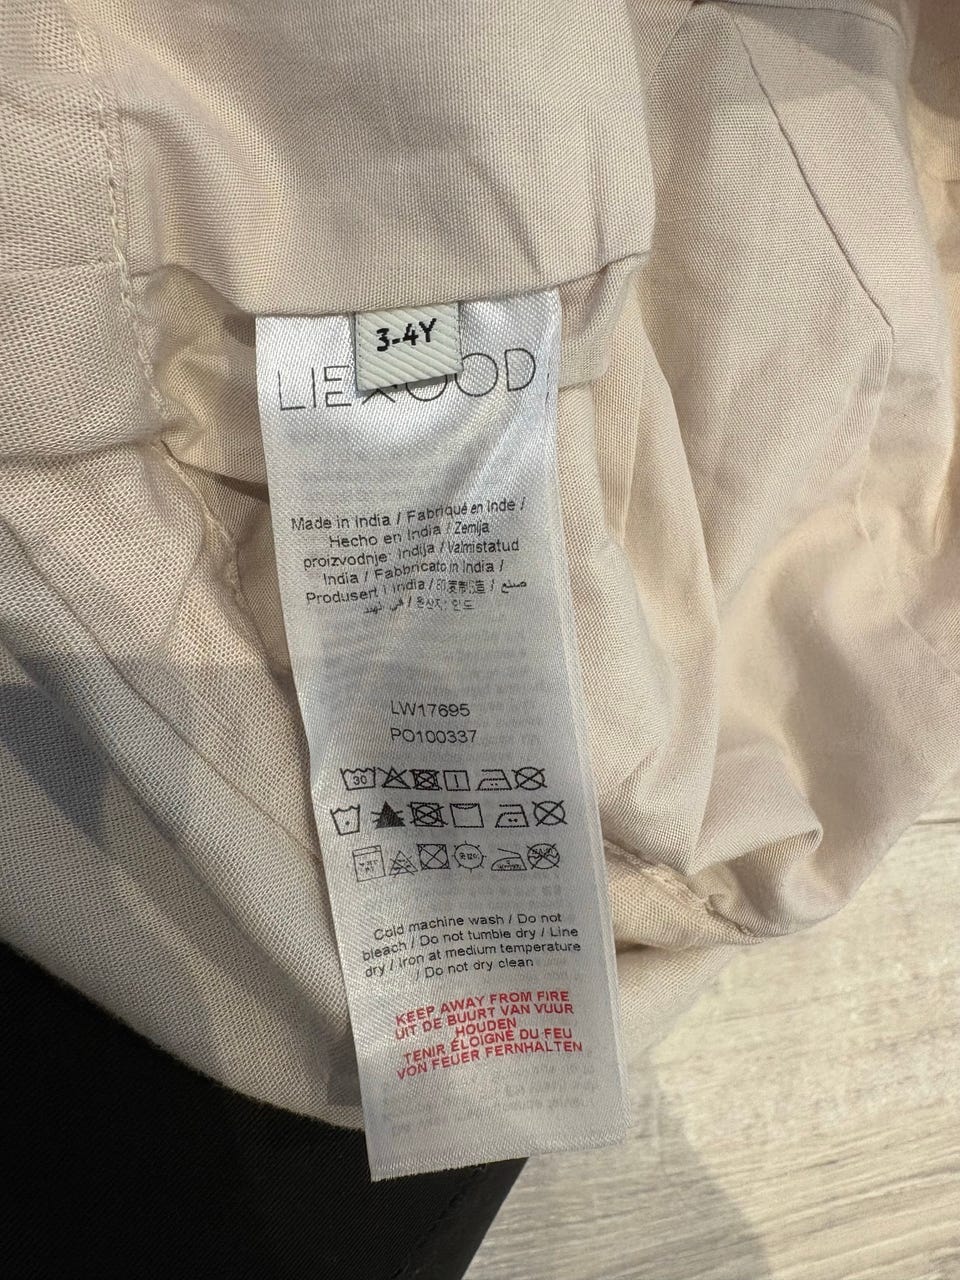 3-4Y
LIEWOOD
Made in India / Fabriqué en Inde /
Hecho en India / Zemlja
proizvodnje: Indija / Valmistatud
India / Fabbricato in India /
Produsert i India / 印度制造 / صنع
في الهند / 원산지: 인도
LW17695
PO100337
30
Cold machine wash / Do not
bleach / Do not tumble dry / Line
dry / Iron at medium temperature
/ Do not dry clean
KEEP AWAY FROM FIRE
UIT DE BUURT VAN VUUR
HOUDEN
TENIR ÉLOIGNÉ DU FEU
VON FEUER FERNHALTEN